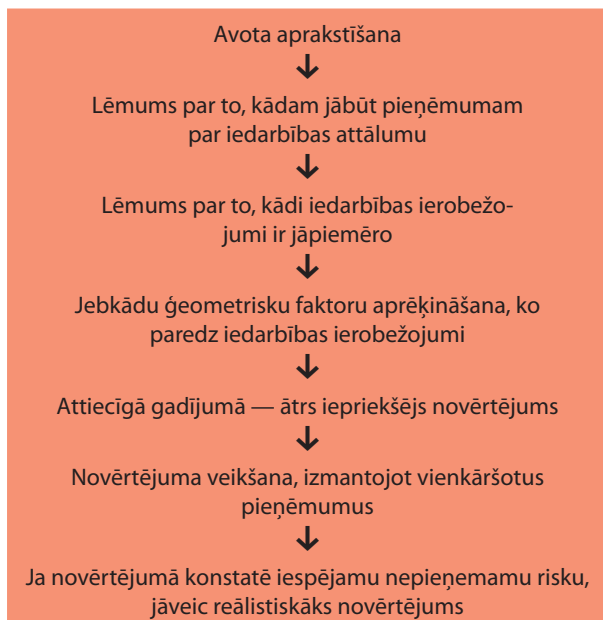 Avota aprakstīšana
Lēmums par to, kādam jābūt pieņēmumam
par iedarbības attālumu
Lēmums par to, kādi iedarbības ierobežo-
jumi ir jāpiemēro
Jebkādu ģeometrisku faktoru aprēķināšana, ko
paredz iedarbības ierobežojumi
Attiecīgā gadījumā — ātrs iepriekšējs novērtējums
Novērtējuma veikšana, izmantojot vienkāršotus
pieņēmumus
Ja novērtējumā konstatē iespējamu nepieņemamu risku,
jāveic reālistiskāks novērtējums